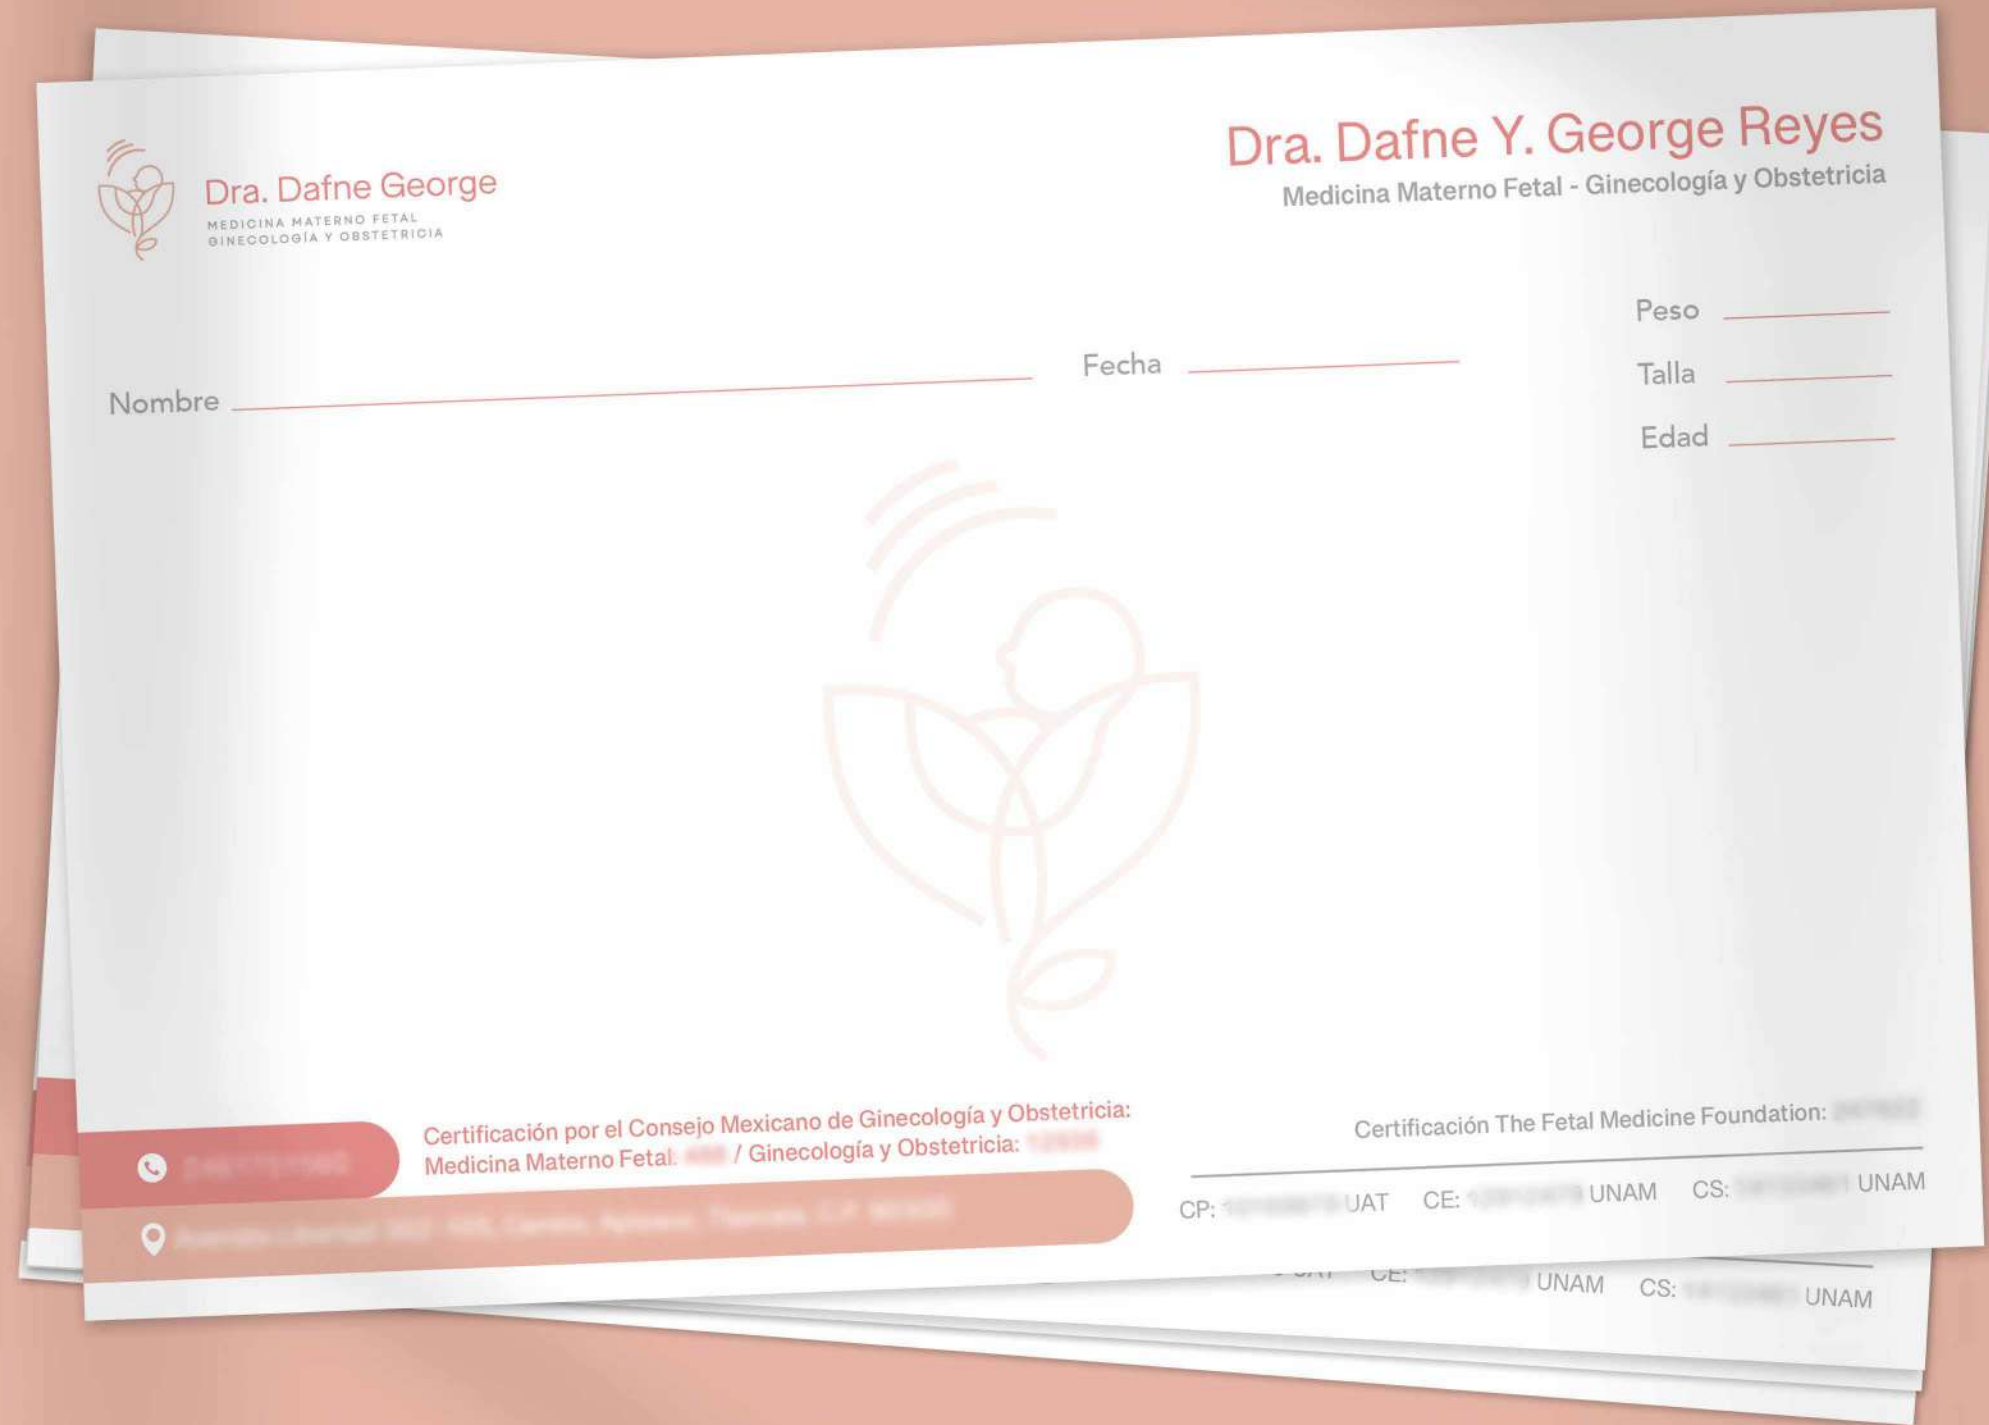 Dra. Dafne George
MEDICINA MATERNO FETAL
GINECOLOGÍA Y OBSTETRICIA
Dra. Dafne Y. George Reyes
Medicina Materno Fetal - Ginecología y Obstetricia
Peso
Talla
Edad
Nombre
Fecha
Certificación por el Consejo Mexicano de Ginecología y Obstetricia:
Medicina Materno Fetal: / Ginecología y Obstetricia:
Certificación The Fetal Medicine Foundation:
CP: UAT CE: UNAM CS: UNAM
UAT CE: UNAM CS: UNAM